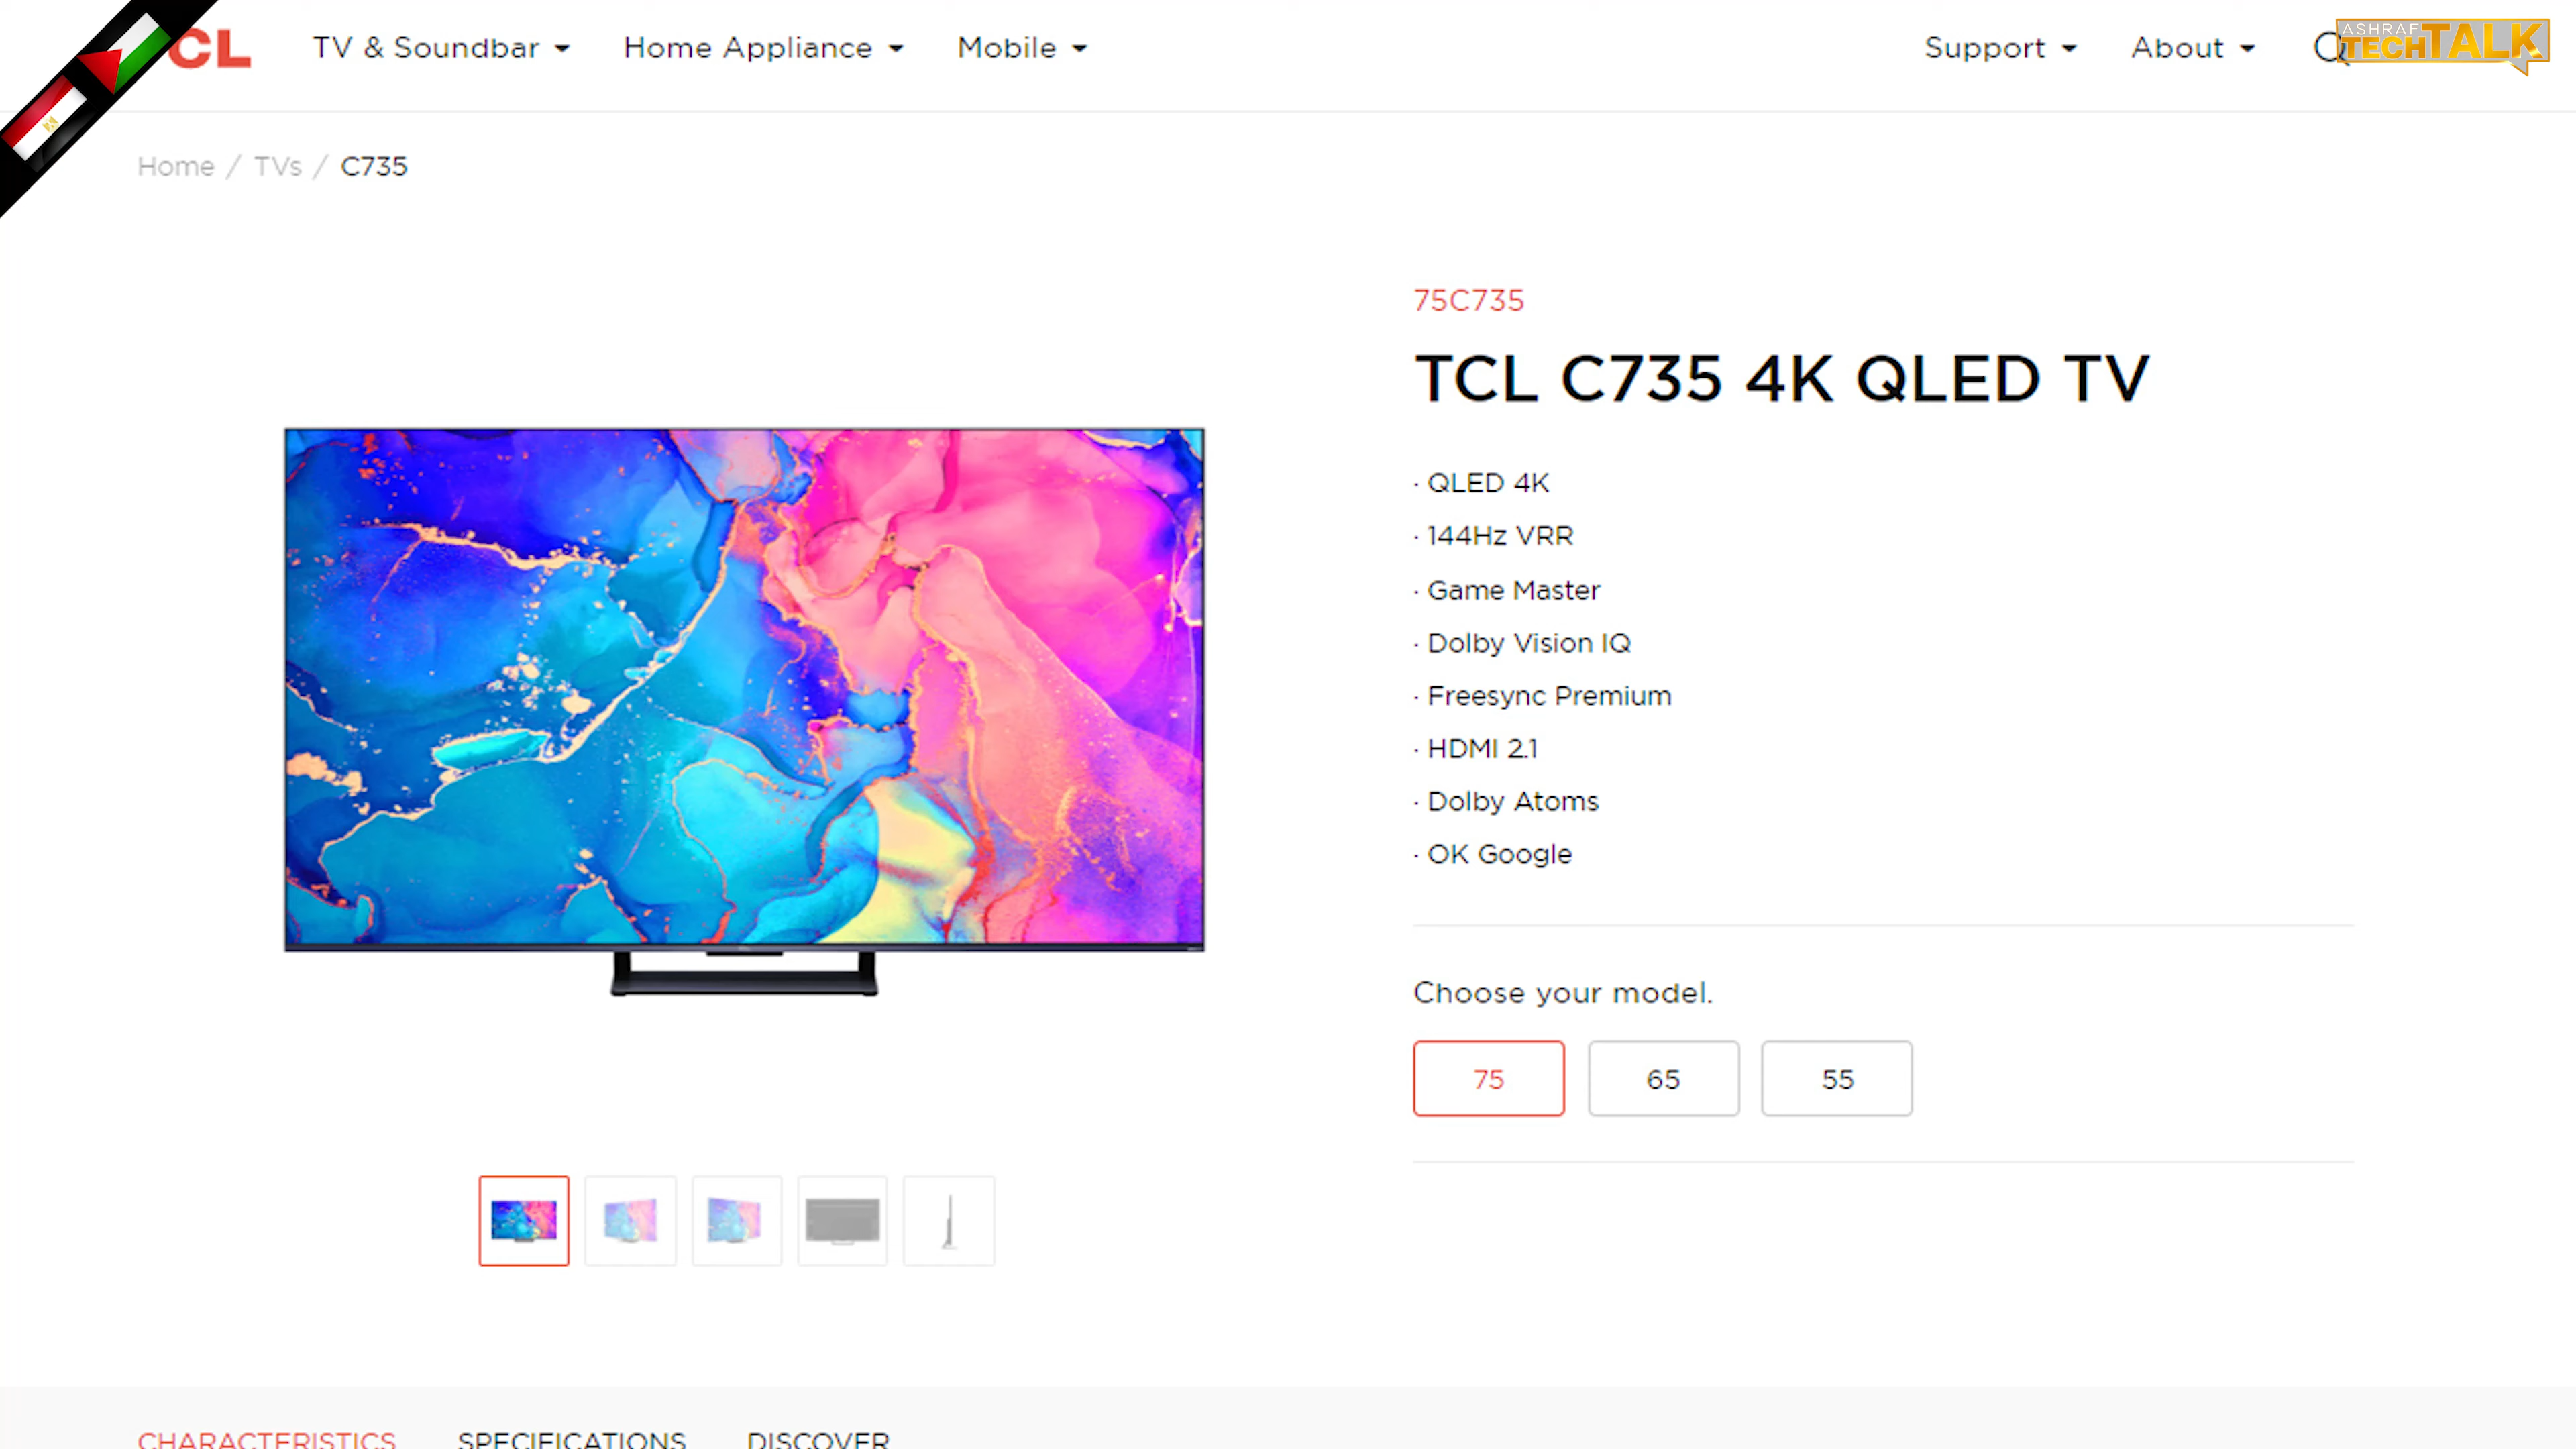 CL
TV & Soundbar
Home Appliance
Mobile
Support
About
ASHRAF
TECHTALK
Home / TVs / C735
75C735
TCL C735 4K QLED TV
· QLED 4K
· 144Hz VRR
· Game Master
· Dolby Vision IQ
· Freesync Premium
· HDMI 2.1
· Dolby Atoms
· OK Google
Choose your model.
75
65
55
CHARACTERISTICS
SPECIFICATIONS
DISCOVER